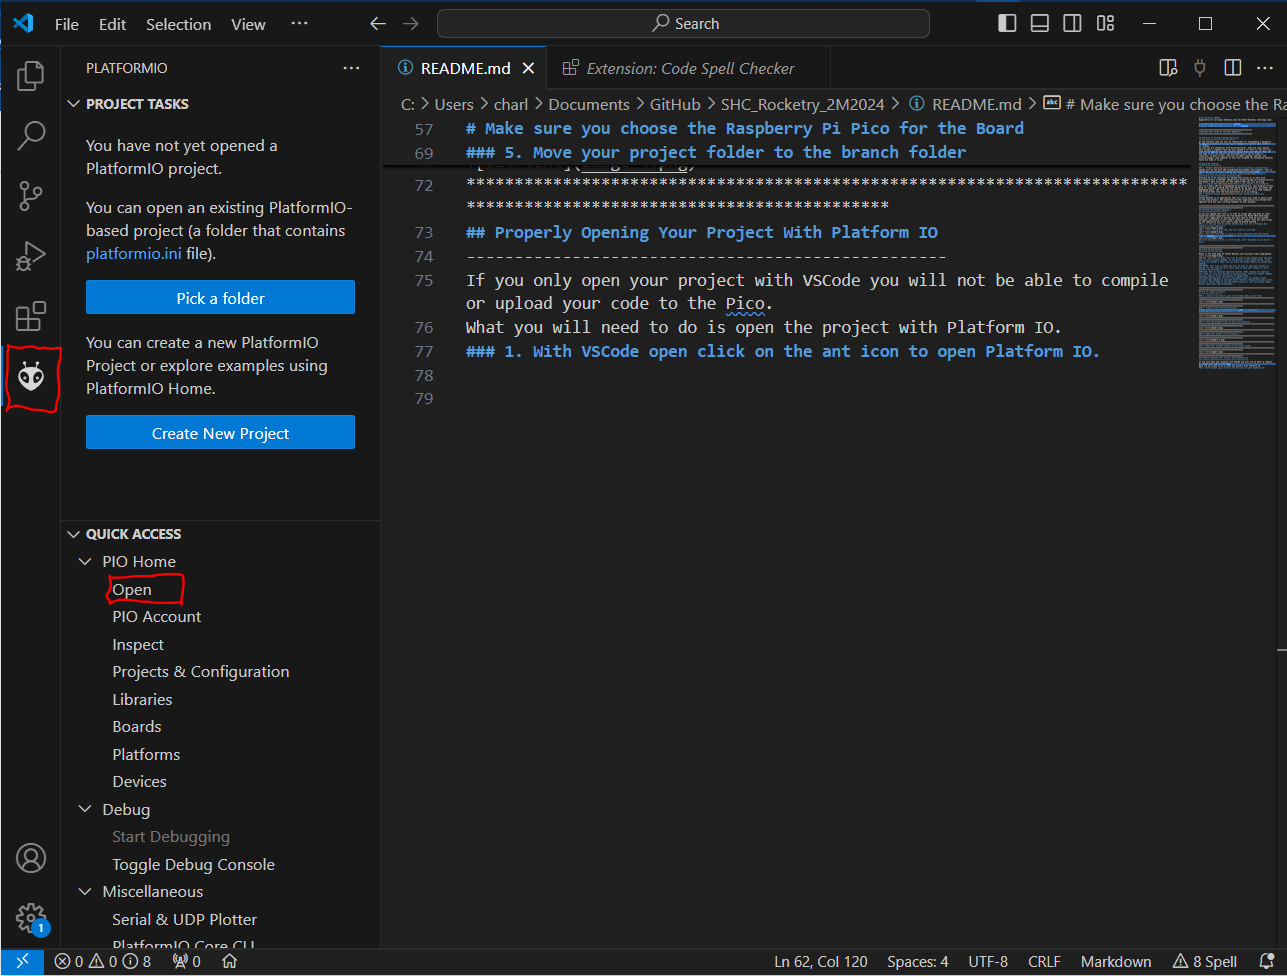 File Edit Selection View ··· Search
PLATFORMIO ···
README.md Extension: Code Spell Checker
PROJECT TASKS
C: > Users > charl > Documents > GitHub > SHC_Rocketry_2M2024 > README.md > # Make sure you choose the Ra
You have not yet opened a
PlatformIO project.
You can open an existing PlatformIO-
based project (a folder that contains
platformio.ini file).
Pick a folder
You can create a new PlatformIO
Project or explore examples using
PlatformIO Home.
Create New Project
QUICK ACCESS
PIO Home
Open
PIO Account
Inspect
Projects & Configuration
Libraries
Boards
Platforms
Devices
Debug
Start Debugging
Toggle Debug Console
Miscellaneous
Serial & UDP Plotter
PlatformIO Core CLI
57 # Make sure you choose the Raspberry Pi Pico for the Board
69 ### 5. Move your project folder to the branch folder
72 ***************************************************************************
********************************************
73 ## Properly Opening Your Project With Platform IO
74 --------------------------------------------------
75 If you only open your project with VSCode you will not be able to compile
or upload your code to the Pico.
76 What you will need to do is open the project with Platform IO.
77 ### 1. With VSCode open click on the ant icon to open Platform IO.
78
79
1
0 0 8 0 Ln 62, Col 120 Spaces: 4 UTF-8 CRLF Markdown 8 Spell